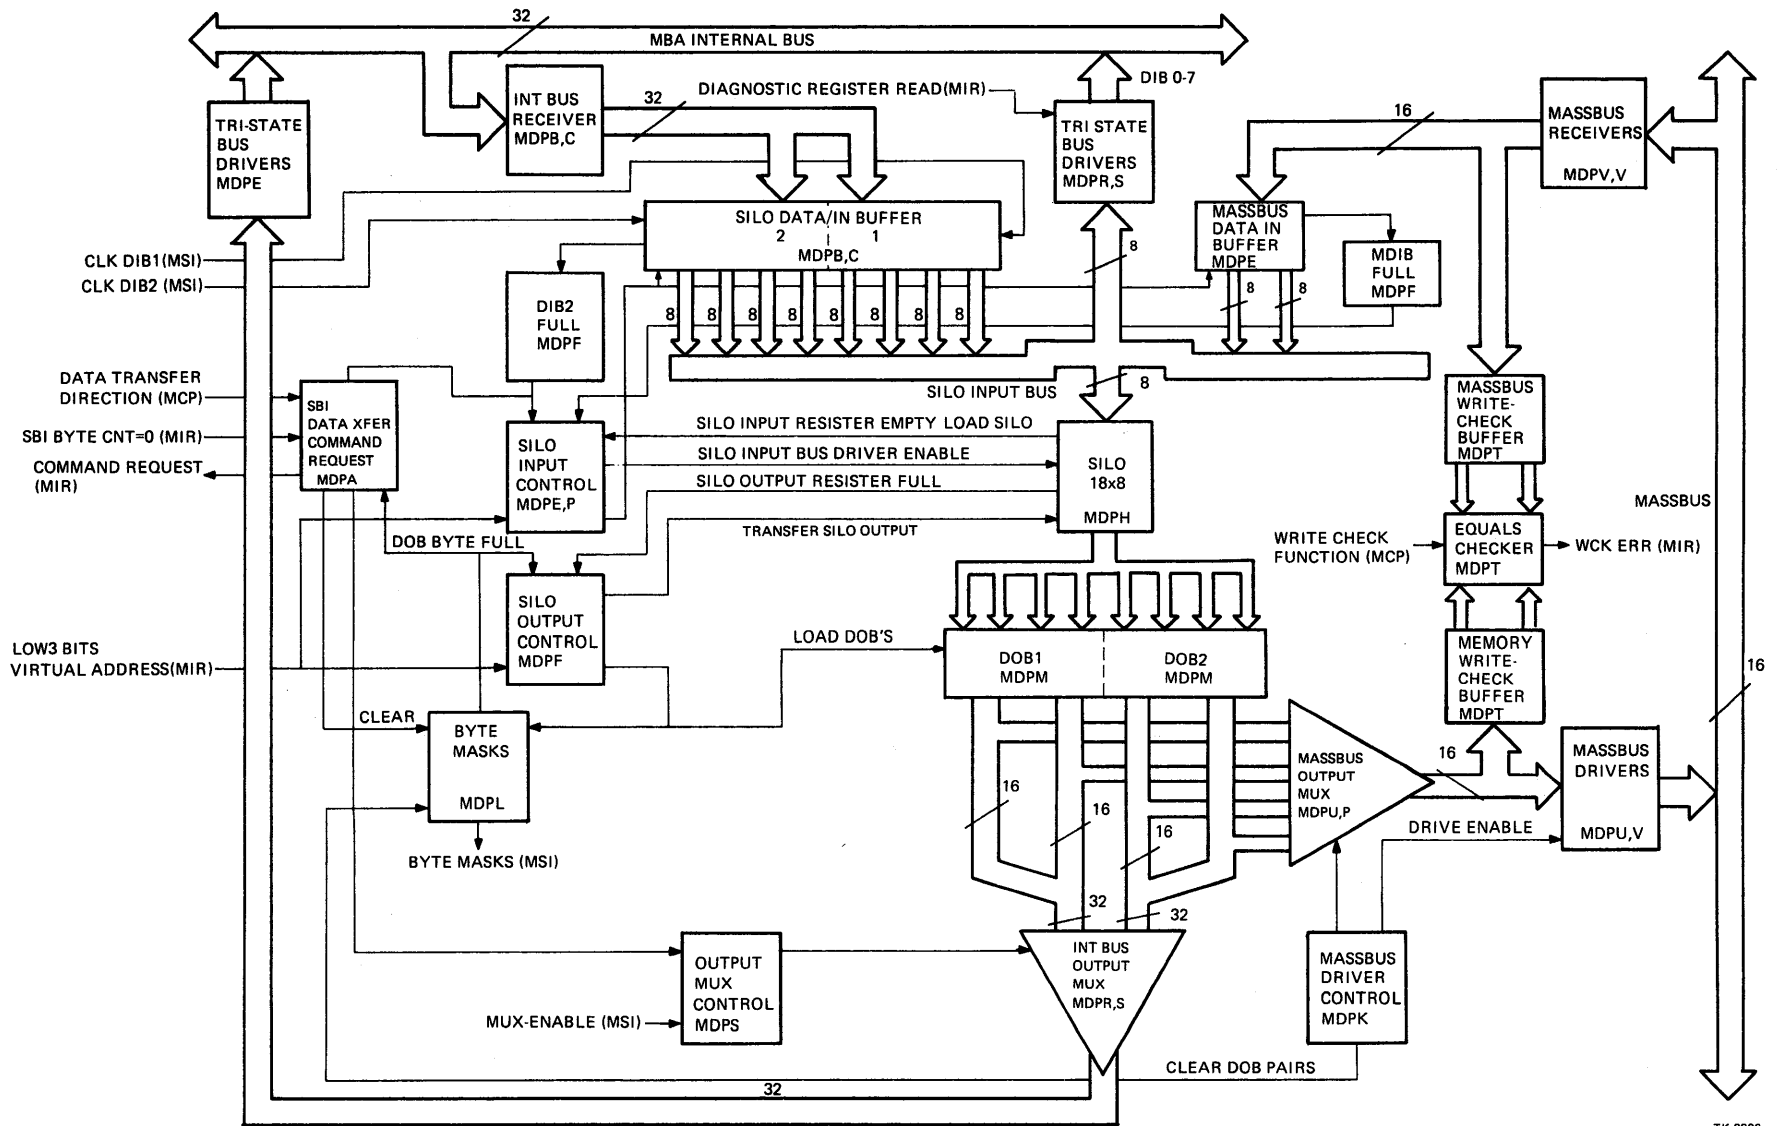 32
MBA INTERNAL BUS
TRI-STATE
BUS
DRIVERS
MDPE
INT BUS
RECEIVER
MDPB,C
32
DIAGNOSTIC REGISTER READ(MIR)
DIB 0-7
TRI STATE
BUS
DRIVERS
MDPR,S
16
MASSBUS
RECEIVERS
MDPV,V
SILO DATA/IN BUFFER
2 1
MDPB,C
MASSBUS
DATA IN
BUFFER
MDPE
MDIB
FULL
MDPF
CLK DIB1(MSI)
CLK DIB2 (MSI)
DIB2
FULL
MDPF
8 8 8 8 8 8 8
8
8 8
SILO INPUT BUS
8
DATA TRANSFER
DIRECTION (MCP)
SBI BYTE CNT=0 (MIR)
COMMAND REQUEST
(MIR)
SBI
DATA XFER
COMMAND
REQUEST
MDPA
SILO
INPUT
CONTROL
MDPE,P
SILO INPUT RESISTER EMPTY LOAD SILO
SILO INPUT BUS DRIVER ENABLE
SILO OUTPUT RESISTER FULL
TRANSFER SILO OUTPUT
SILO
18x8
MDPH
MASSBUS
WRITE-
CHECK
BUFFER
MDPT
MASSBUS
WRITE CHECK
FUNCTION (MCP)
EQUALS
CHECKER
MDPT
WCK ERR (MIR)
DOB BYTE FULL
SILO
OUTPUT
CONTROL
MDPF
LOW3 BITS
VIRTUAL ADDRESS(MIR)
LOAD DOB'S
DOB1
MDPM
DOB2
MDPM
MEMORY
WRITE-
CHECK
BUFFER
MDPT
16
CLEAR
BYTE
MASKS
MDPL
BYTE MASKS (MSI)
16
16
16
MASSBUS
OUTPUT
MUX
MDPU,P
16
MASSBUS
DRIVERS
MDPU,V
DRIVE ENABLE
32
32
OUTPUT
MUX
CONTROL
MDPS
MUX-ENABLE (MSI)
INT BUS
OUTPUT
MUX
MDPR,S
MASSBUS
DRIVER
CONTROL
MDPK
CLEAR DOB PAIRS
32